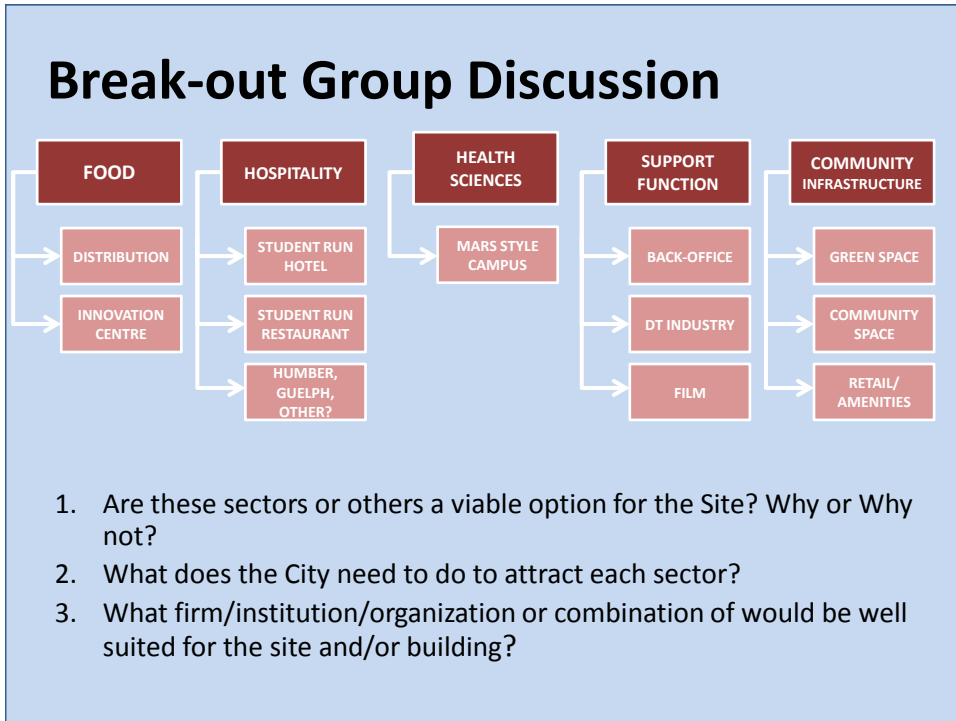 Break-out Group Discussion
FOOD
DISTRIBUTION
INNOVATION
CENTRE
HOSPITALITY
STUDENT RUN
HOTEL
STUDENT RUN
RESTAURANT
HUMBER,
GUELPH,
OTHER?
HEALTH
SCIENCES
MARS STYLE
CAMPUS
SUPPORT
FUNCTION
BACK-OFFICE
DT INDUSTRY
FILM
COMMUNITY
INFRASTRUCTURE
GREEN SPACE
COMMUNITY
SPACE
RETAIL/
AMENITIES
1. Are these sectors or others a viable option for the Site? Why or Why
not?
2. What does the City need to do to attract each sector?
3. What firm/institution/organization or combination of would be well
suited for the site and/or building?